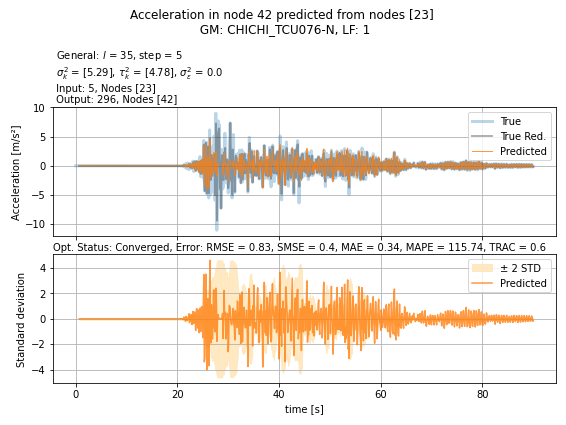 Acceleration in node 42 predicted from nodes [23]
GM: CHICHI_TCU076-N, LF: 1
General: l = 35, step = 5
σ²ₖ = [5.29], τ²ₖ = [4.78], σ²ε = 0.0
Input: 5, Nodes [23]
Output: 296, Nodes [42]
Acceleration [m/s²]
10
5
0
−5
−10
True
True Red.
Predicted
Opt. Status: Converged, Error: RMSE = 0.83, SMSE = 0.4, MAE = 0.34, MAPE = 115.74, TRAC = 0.6
Standard deviation
4
2
0
−2
−4
± 2 STD
Predicted
0 20 40 60 80
time [s]